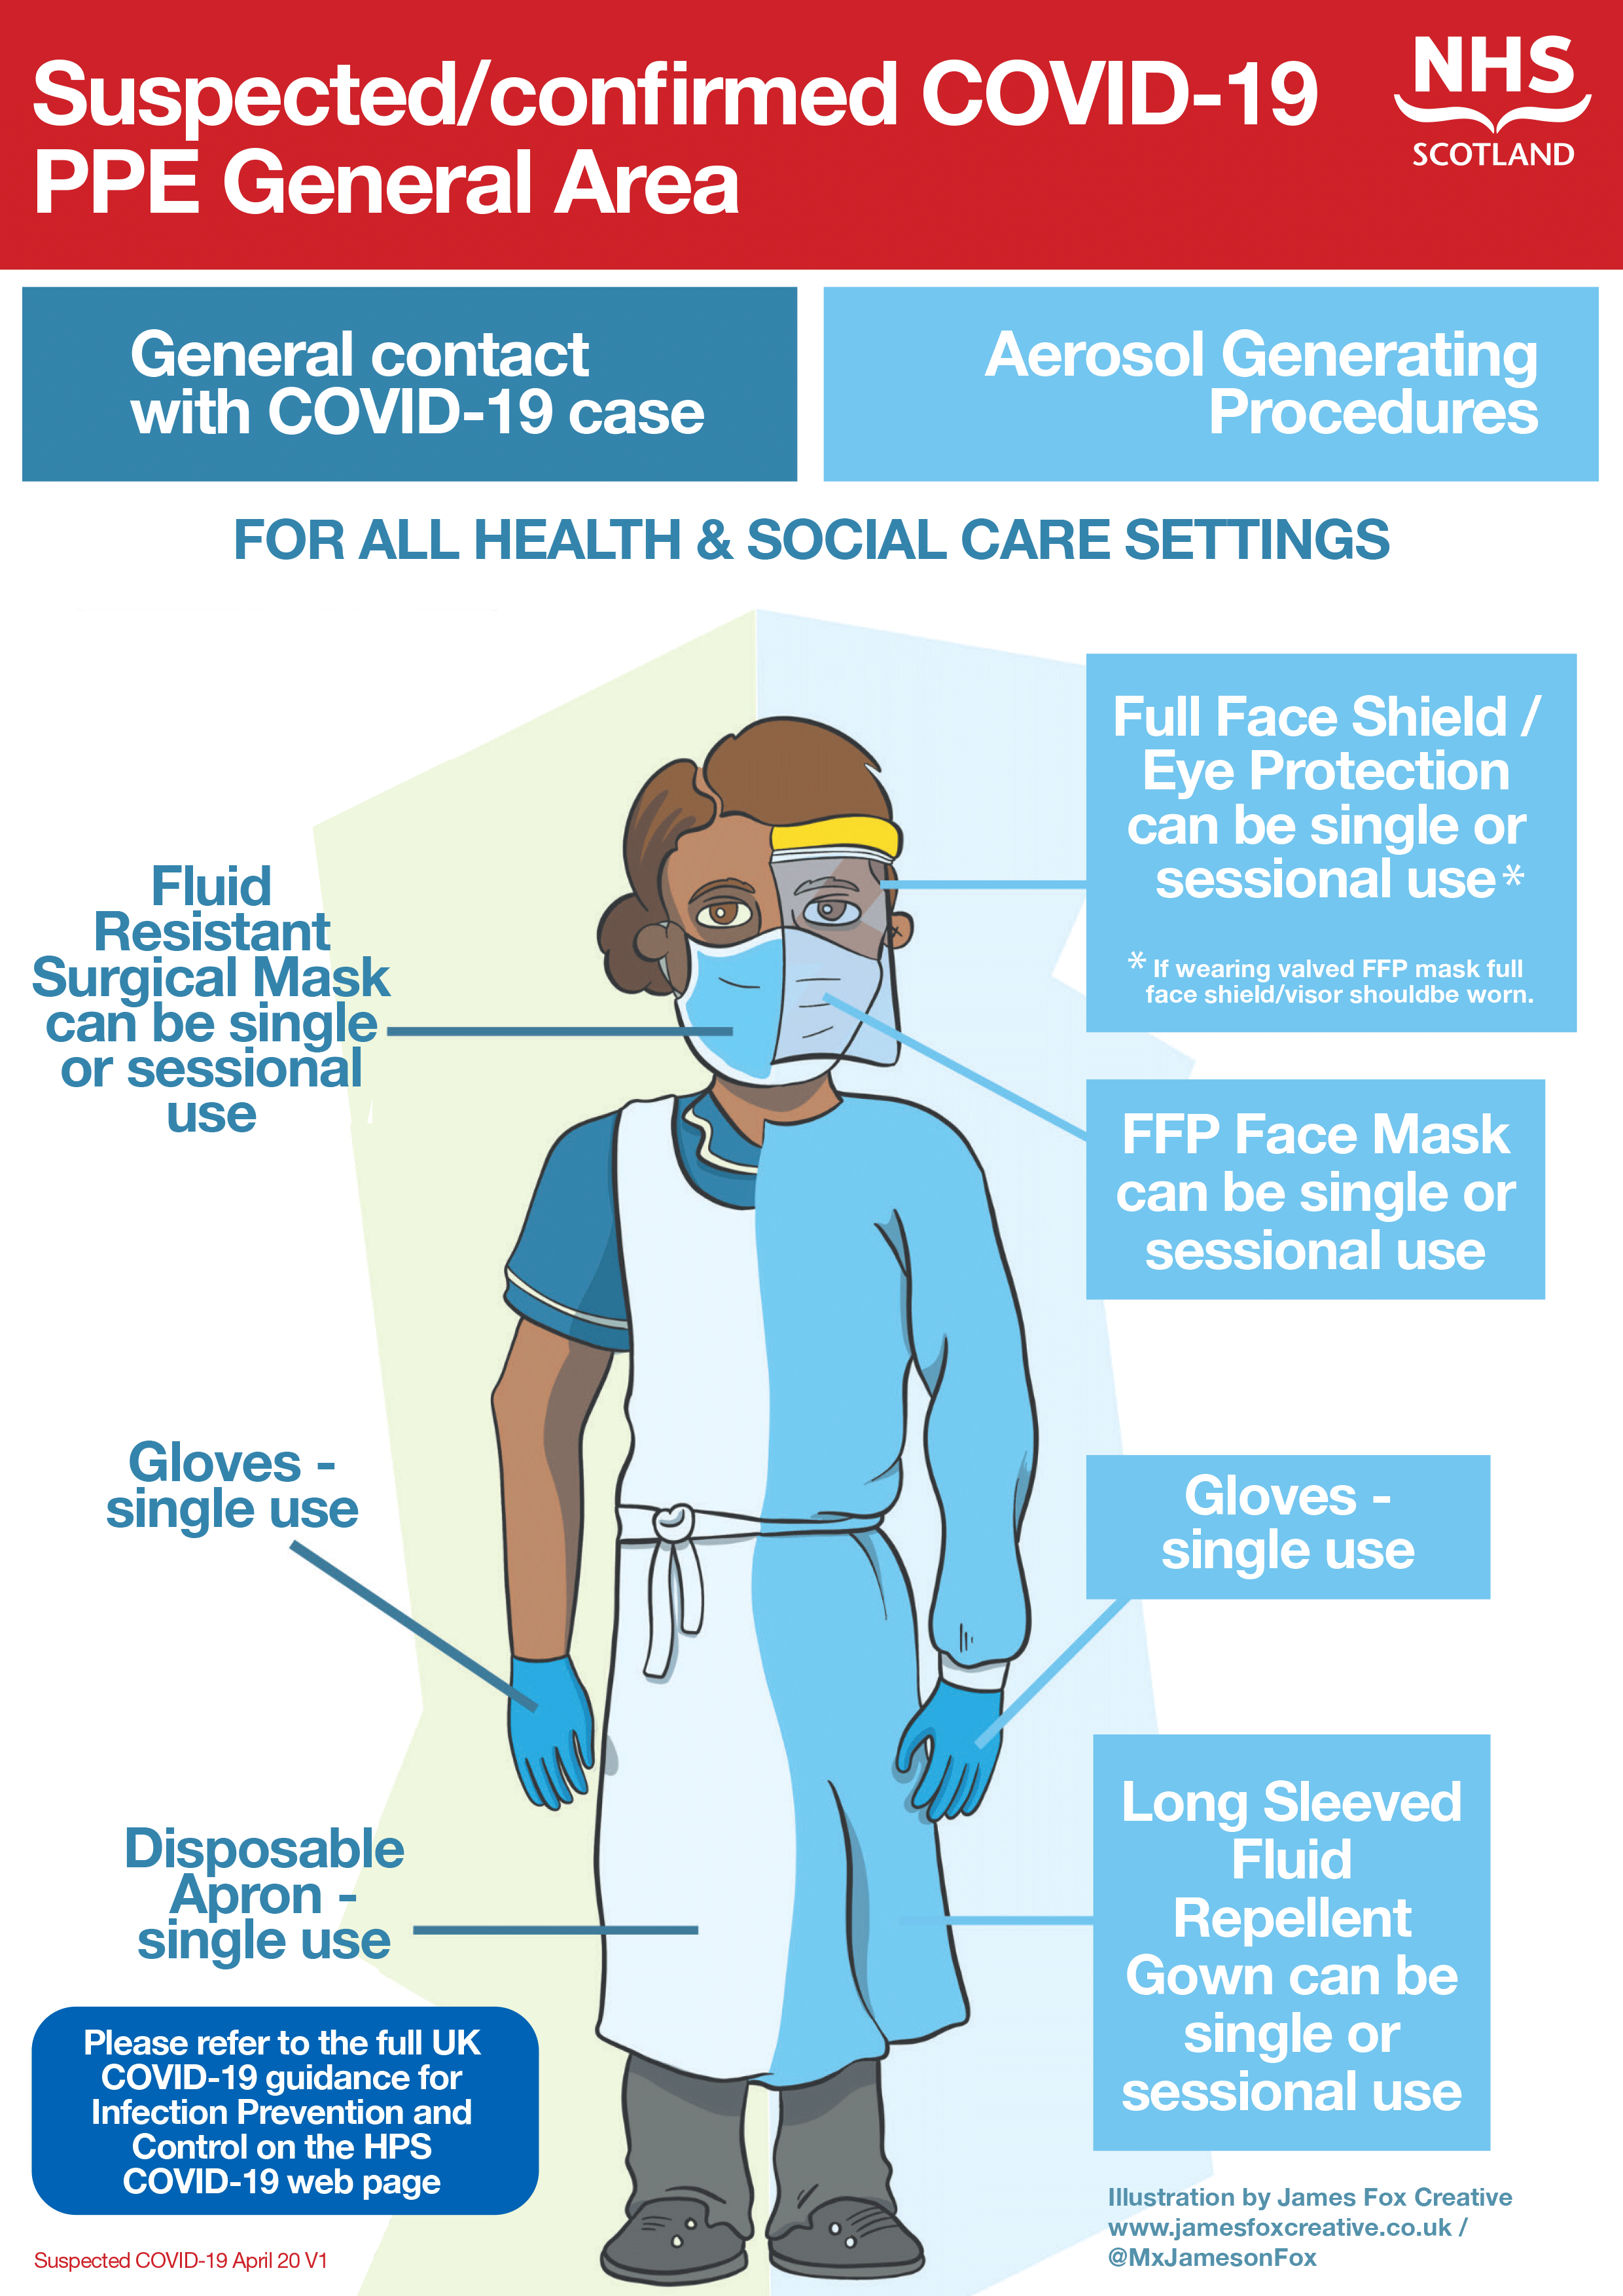 Suspected/confirmed COVID-19
PPE General Area
NHS
SCOTLAND
General contact
with COVID-19 case
Aerosol Generating
Procedures
FOR ALL HEALTH & SOCIAL CARE SETTINGS
Fluid
Resistant
Surgical Mask
can be single
or sessional
use
Gloves -
single use
Disposable
Apron -
single use
Full Face Shield /
Eye Protection
can be single or
sessional use*
* If wearing valved FFP mask full
face shield/visor shouldbe worn.
FFP Face Mask
can be single or
sessional use
Gloves -
single use
Long Sleeved
Fluid
Repellent
Gown can be
single or
sessional use
Please refer to the full UK
COVID-19 guidance for
Infection Prevention and
Control on the HPS
COVID-19 web page
Suspected COVID-19 April 20 V1
Illustration by James Fox Creative
www.jamesfoxcreative.co.uk /
@MxJamesonFox